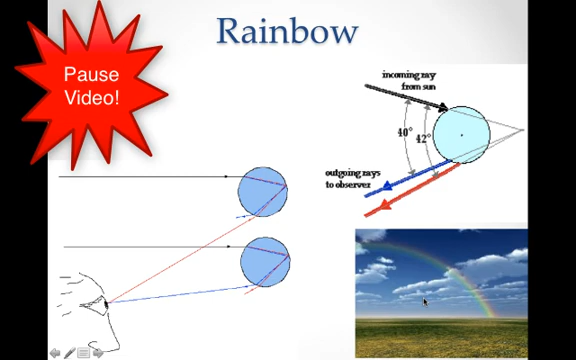 Rainbow
Pause
Video!
incoming ray
from sun
40°
42°
outgoing rays
to observer